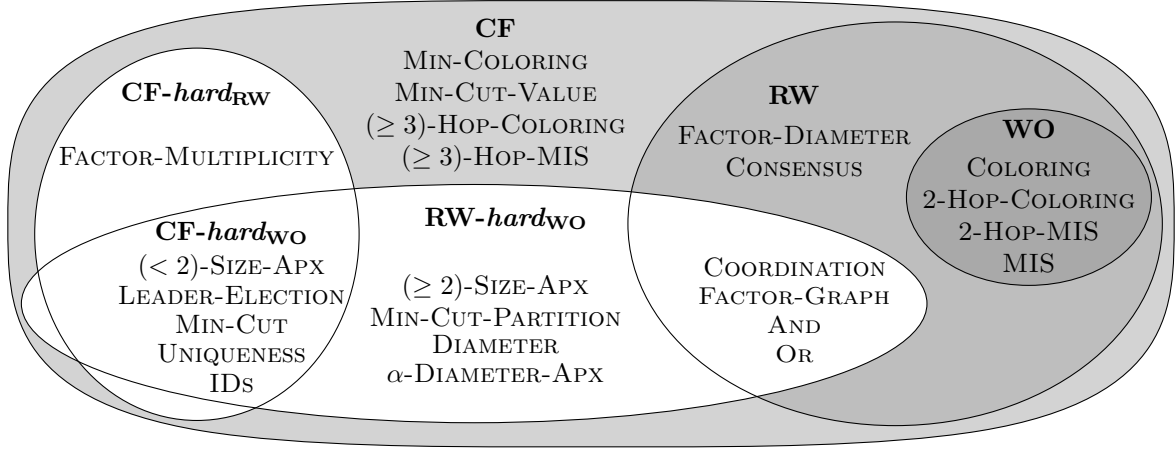 CF
MIN-COLORING
MIN-CUT-VALUE
(≥ 3)-HOP-COLORING
(≥ 3)-HOP-MIS
CF-hardRW
FACTOR-MULTIPLICITY
CF-hardWO
(< 2)-SIZE-APX
LEADER-ELECTION
MIN-CUT
UNIQUENESS
IDS
RW-hardWO
(≥ 2)-SIZE-APX
MIN-CUT-PARTITION
DIAMETER
α-DIAMETER-APX
RW
FACTOR-DIAMETER
CONSENSUS
COORDINATION
FACTOR-GRAPH
AND
OR
WO
COLORING
2-HOP-COLORING
2-HOP-MIS
MIS